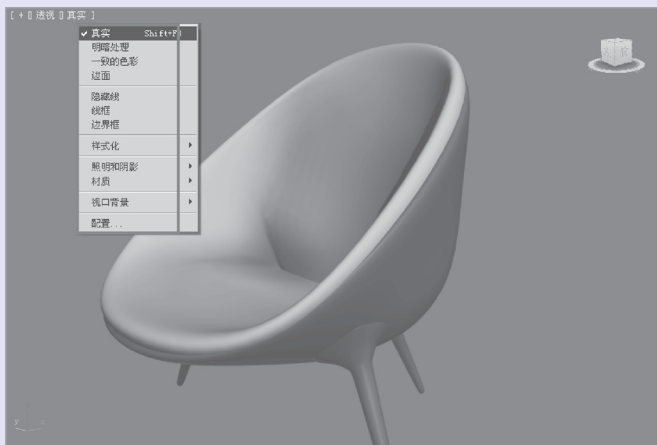 [ + ] 透视 ] 真实 ]
真实 Shift+F
明暗处理
一致的色彩
边面
隐藏线
线框
边界框
样式化
照明和阴影
材质
视口背景
配置...
y